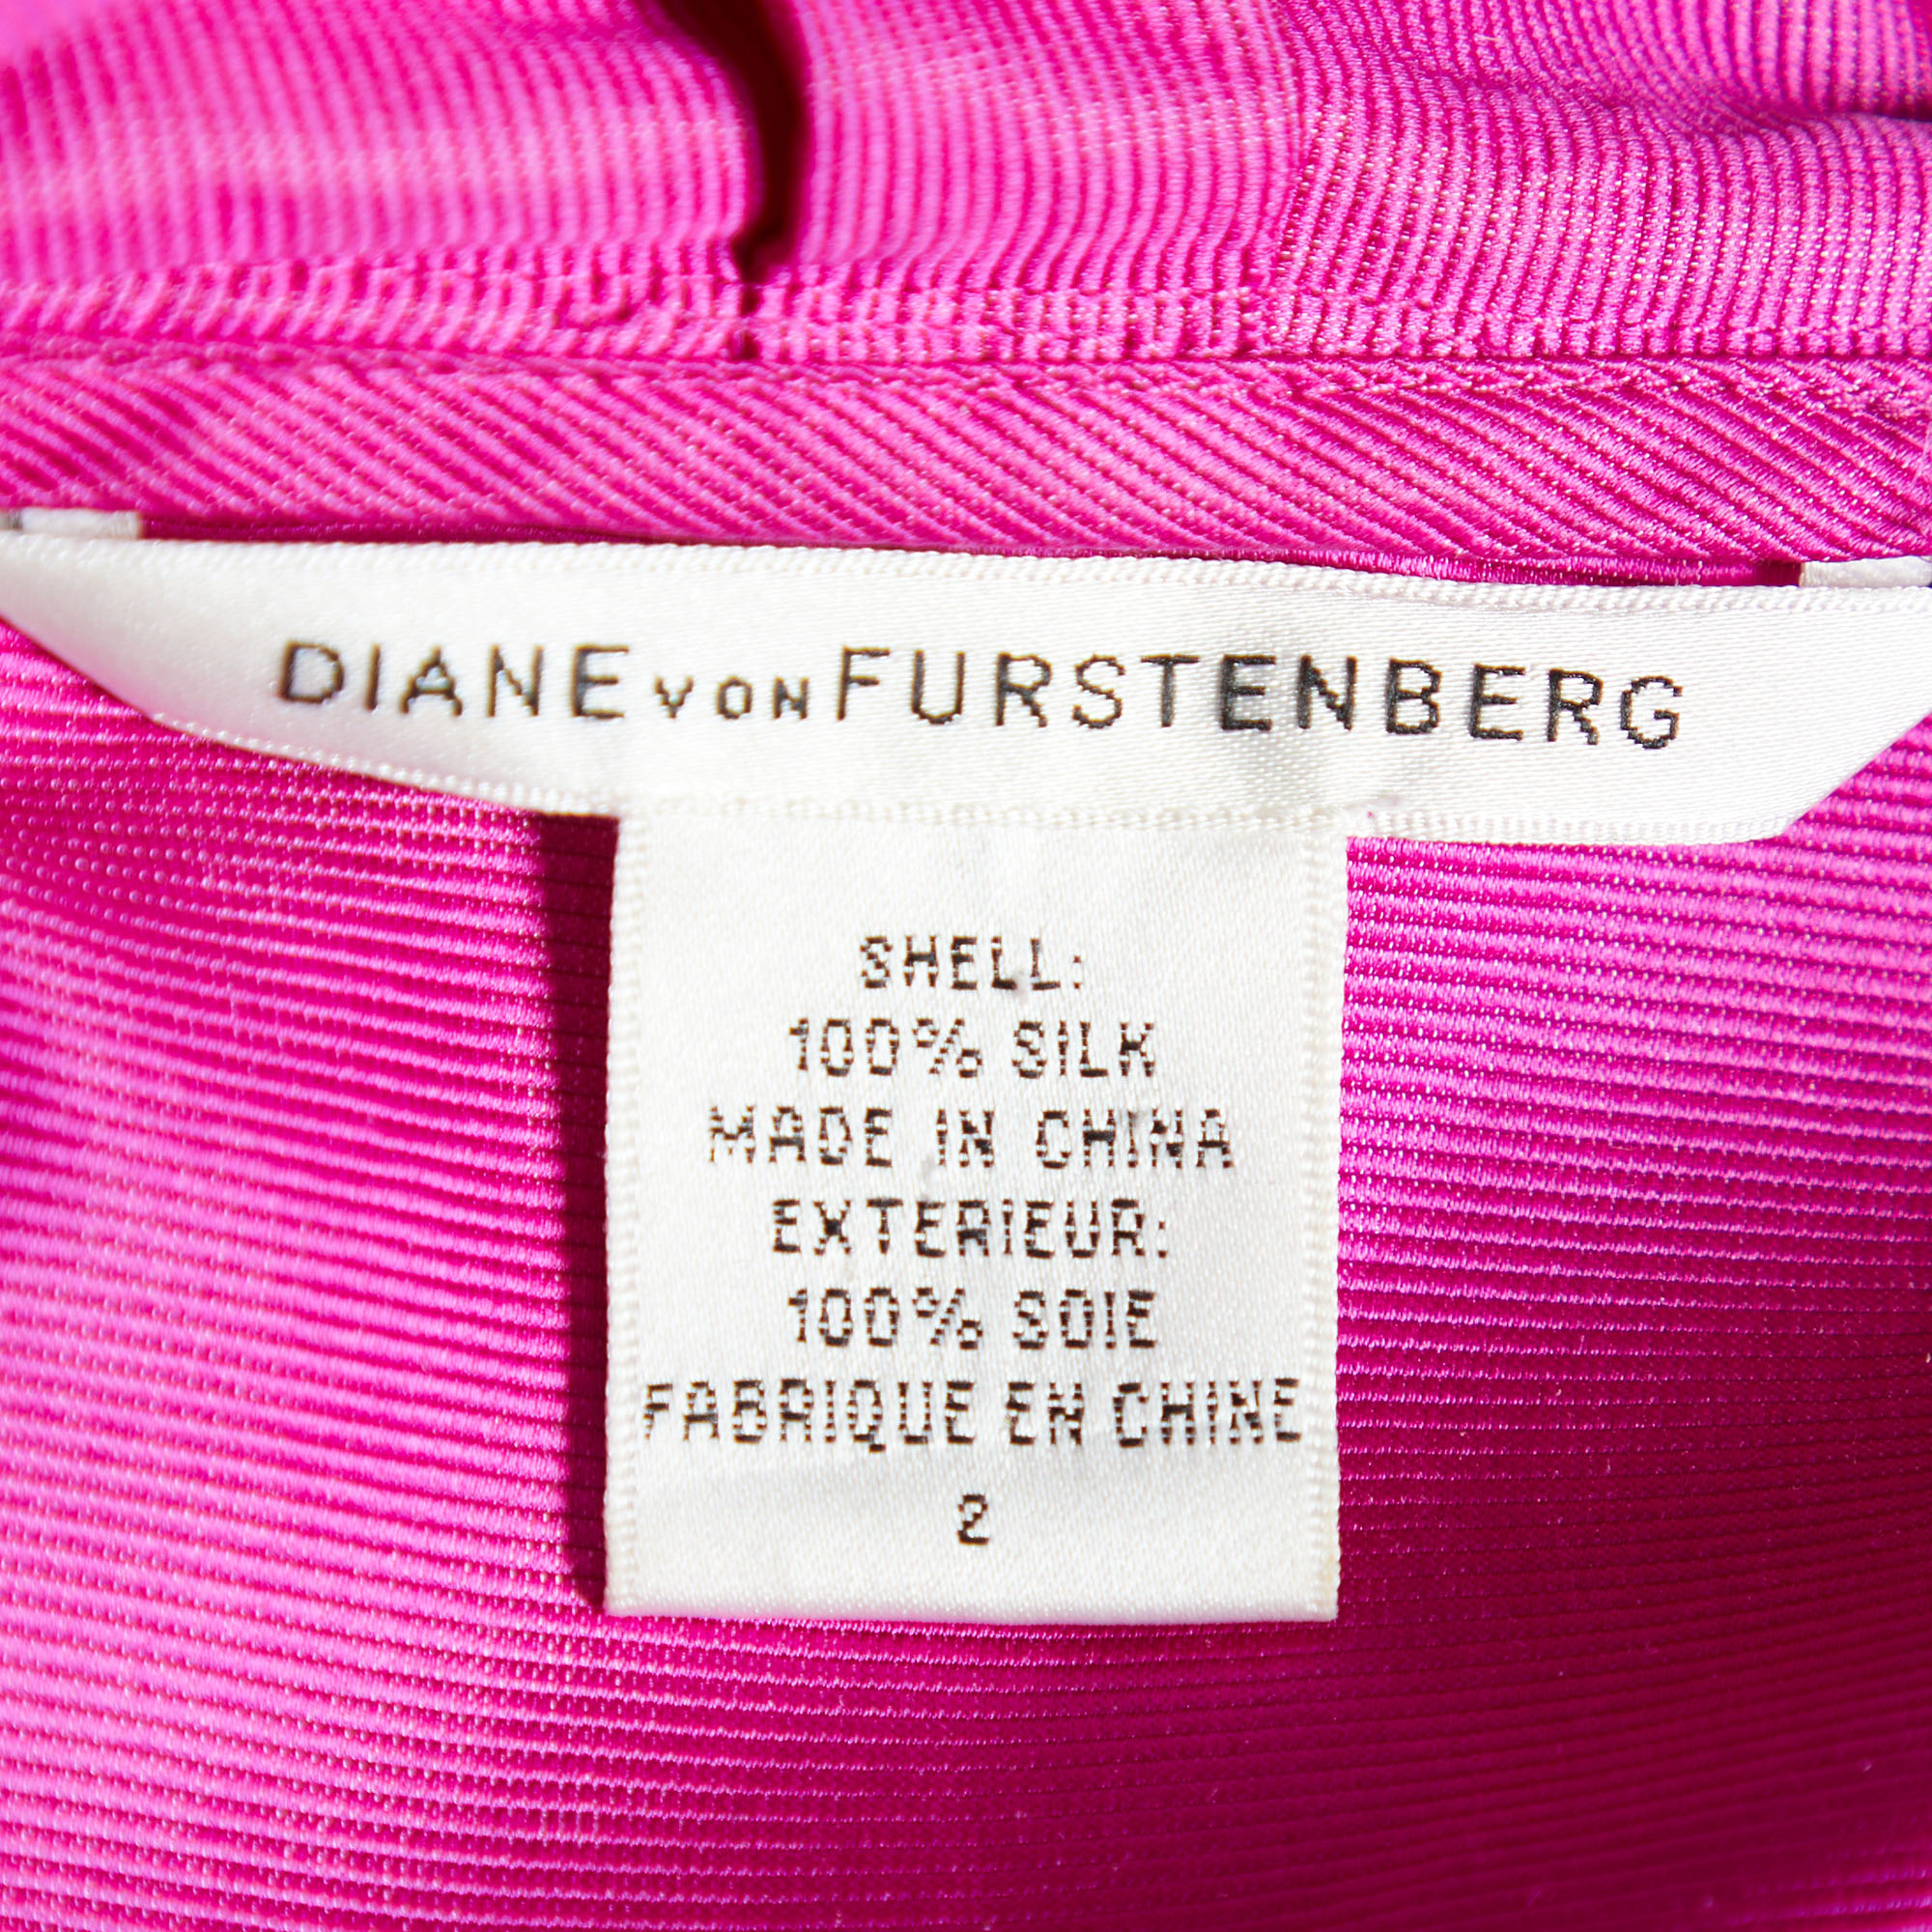 DIANE VON FURSTENBERG
SHELL:
100% SILK
MADE IN CHINA
EXTERIEUR:
100% SOIE
FABRIQUE EN CHINE
2